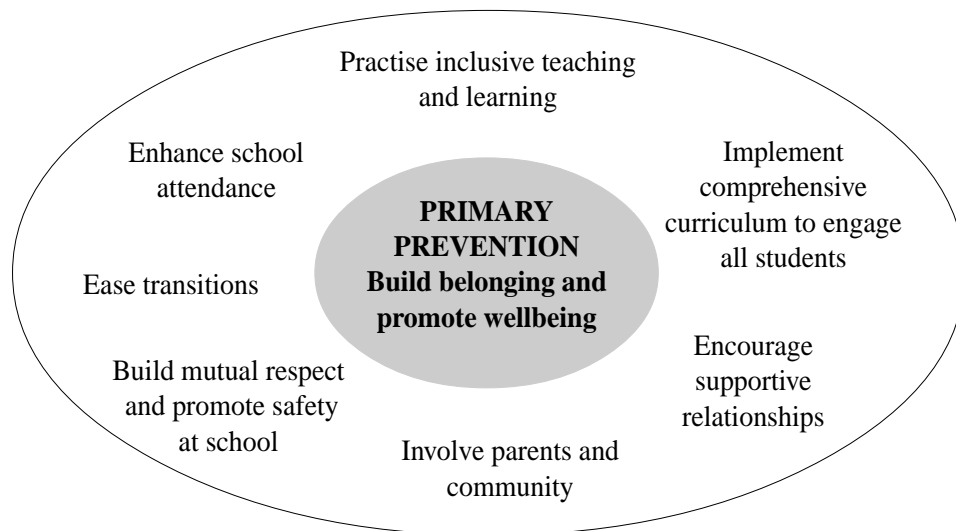 Practise inclusive teaching
and learning
Enhance school
attendance
Implement
comprehensive
curriculum to engage
all students
PRIMARY
PREVENTION
Build belonging and
promote wellbeing
Ease transitions
Encourage
supportive
relationships
Build mutual respect
and promote safety
at school
Involve parents and
community